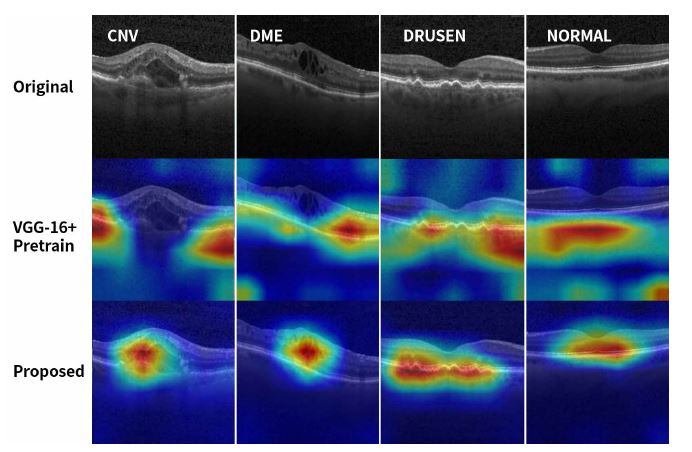 CNV DME DRUSEN NORMAL
Original
VGG-16+
Pretrain
Proposed